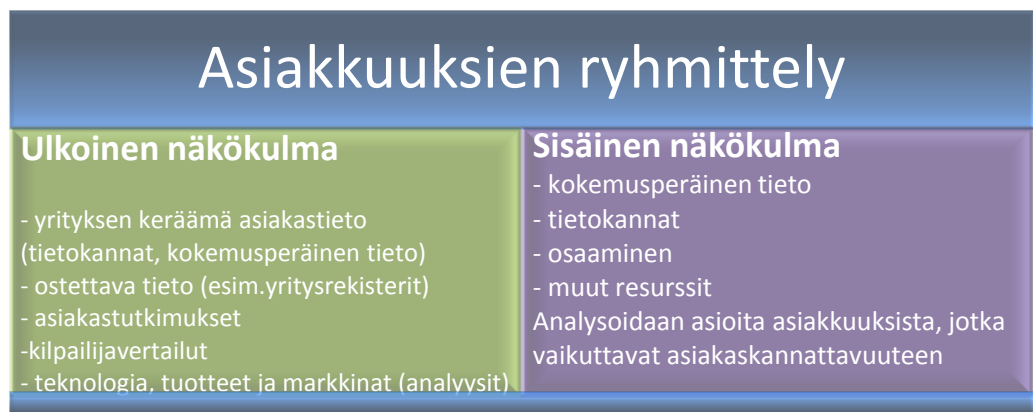 Asiakkuuksien ryhmittely
Ulkoinen näkökulma
- yrityksen keräämä asiakastieto
(tietokannat, kokemusperäinen tieto)
- ostettava tieto (esim.yritysrekisterit)
- asiakastutkimukset
-kilpailijavertailut
- teknologia, tuotteet ja markkinat (analyysit)
Sisäinen näkökulma
- kokemusperäinen tieto
- tietokannat
- osaaminen
- muut resurssit
Analysoidaan asioita asiakkuuksista, jotka
vaikuttavat asiakaskannattavuuteen